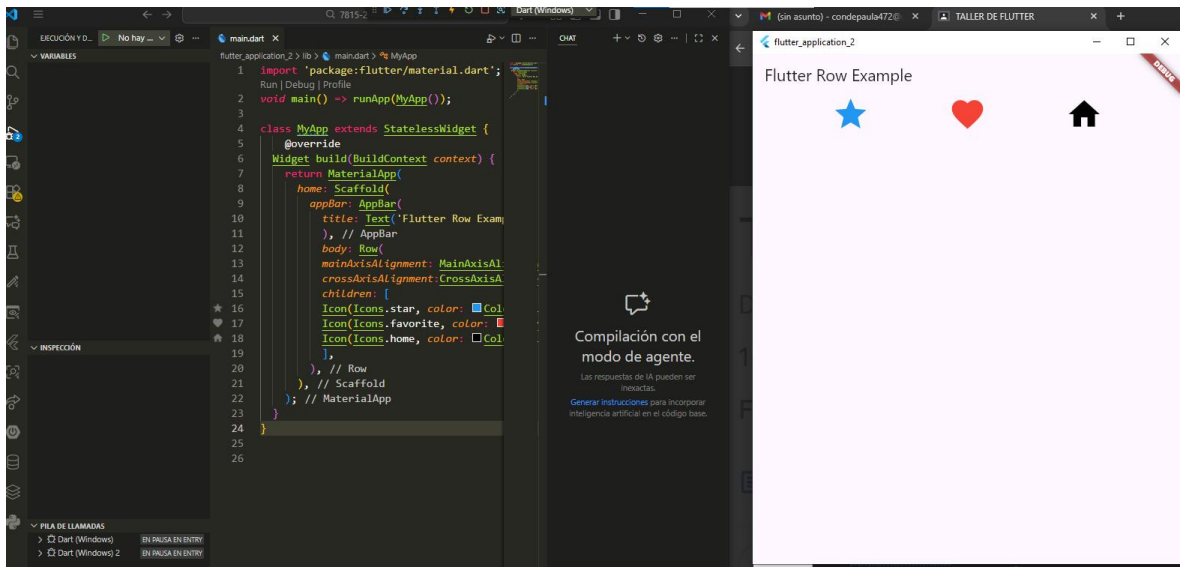 7815-2
Dart (Windows)
EJECUCIÓN Y D...
No hay ...
main.dart
CHAT
VARIABLES
flutter_application_2 > lib > main.dart > MyApp
1 import 'package:flutter/material.dart';
Run | Debug | Profile
2 void main() => runApp(MyApp());
3
4 class MyApp extends StatelessWidget {
5 @override
6 Widget build(BuildContext context) {
7 return MaterialApp(
8 home: Scaffold(
9 appBar: AppBar(
10 title: Text('Flutter Row Exam
11 ), // AppBar
12 body: Row(
13 mainAxisAlignment: MainAxisAl
14 crossAxisAlignment:CrossAxisA
15 children: [
16 Icon(Icons.star, color: Col
17 Icon(Icons.favorite, color:
18 Icon(Icons.home, color: Col
19 ],
20 ), // Row
21 ), // Scaffold
22 ); // MaterialApp
23 }
24 }
25
26
INSPECCIÓN
PILA DE LLAMADAS
Dart (Windows) EN PAUSA EN ENTRY
Dart (Windows) 2 EN PAUSA EN ENTRY
Compilación con el
modo de agente.
Las respuestas de IA pueden ser
inexactas.
Generar instrucciones para incorporar
inteligencia artificial en el código base.
(sin asunto) - condepaula472@
TALLER DE FLUTTER
flutter_application_2
DEBUG
Flutter Row Example